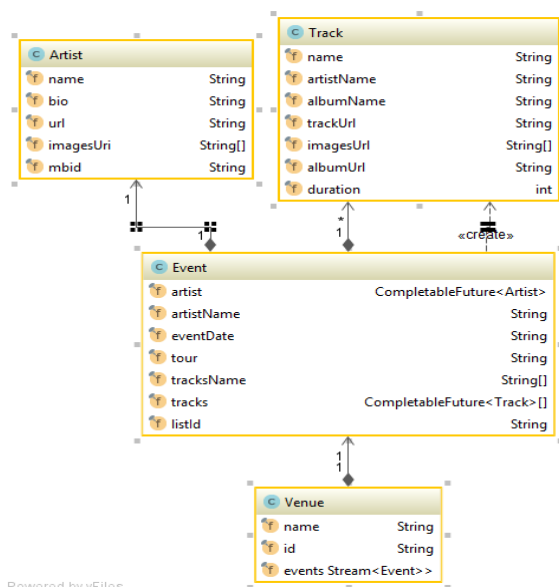 C Artist
f name String
f bio String
f url String
f imagesUri String[]
f mbid String
C Track
f name String
f artistName String
f albumName String
f trackUrl String
f imagesUrl String[]
f albumUrl String
f duration int
1
1
*
1
«create»
C Event
f artist CompletableFuture<Artist>
f artistName String
f eventDate String
f tour String
f tracksName String[]
f tracks CompletableFuture<Track>[]
f listId String
1
1
C Venue
f name String
f id String
f events Stream<Event>>
Powered by yFiles